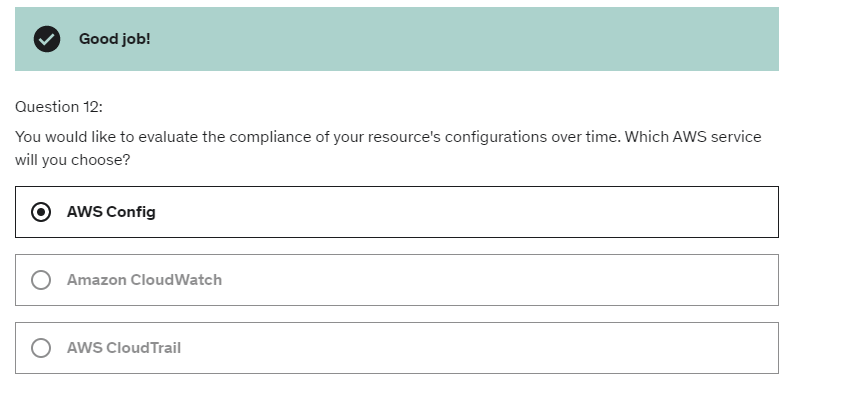 Good job!
Question 12:
You would like to evaluate the compliance of your resource's configurations over time. Which AWS service
will you choose?
AWS Config
Amazon CloudWatch
AWS CloudTrail